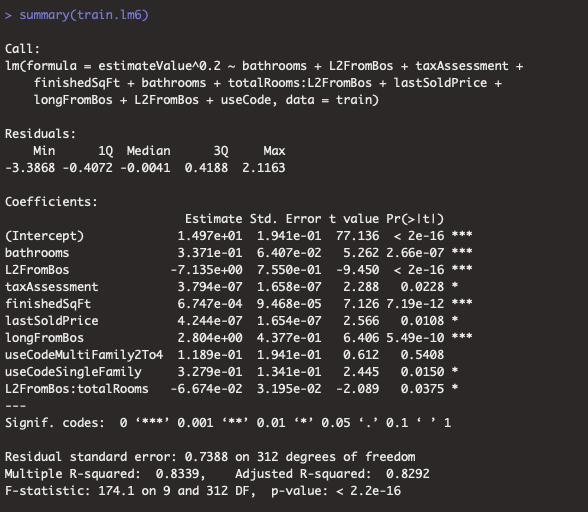 > summary(train.lm6)

Call:
lm(formula = estimateValue^0.2 ~ bathrooms + L2FromBos + taxAssessment +
    finishedSqFt + bathrooms + totalRooms:L2FromBos + lastSoldPrice +
    longFromBos + L2FromBos + useCode, data = train)

Residuals:
    Min      1Q  Median      3Q     Max
-3.3868 -0.4072 -0.0041  0.4188  2.1163

Coefficients:
                       Estimate Std. Error t value Pr(>|t|)
(Intercept)           1.497e+01  1.941e-01  77.136  < 2e-16 ***
bathrooms             3.371e-01  6.407e-02   5.262 2.66e-07 ***
L2FromBos            -7.135e+00  7.550e-01  -9.450  < 2e-16 ***
taxAssessment         3.794e-07  1.658e-07   2.288   0.0228 *
finishedSqFt          6.747e-04  9.468e-05   7.126 7.19e-12 ***
lastSoldPrice         4.244e-07  1.654e-07   2.566   0.0108 *
longFromBos           2.804e+00  4.377e-01   6.406 5.49e-10 ***
useCodeMultiFamily2To4  1.189e-01  1.941e-01   0.612   0.5408
useCodeSingleFamily   3.279e-01  1.341e-01   2.445   0.0150 *
L2FromBos:totalRooms -6.674e-02  3.195e-02  -2.089   0.0375 *
---
Signif. codes:  0 ‘***’ 0.001 ‘**’ 0.01 ‘*’ 0.05 ‘.’ 0.1 ‘ ’ 1

Residual standard error: 0.7388 on 312 degrees of freedom
Multiple R-squared:  0.8339,    Adjusted R-squared:  0.8292
F-statistic: 174.1 on 9 and 312 DF,  p-value: < 2.2e-16